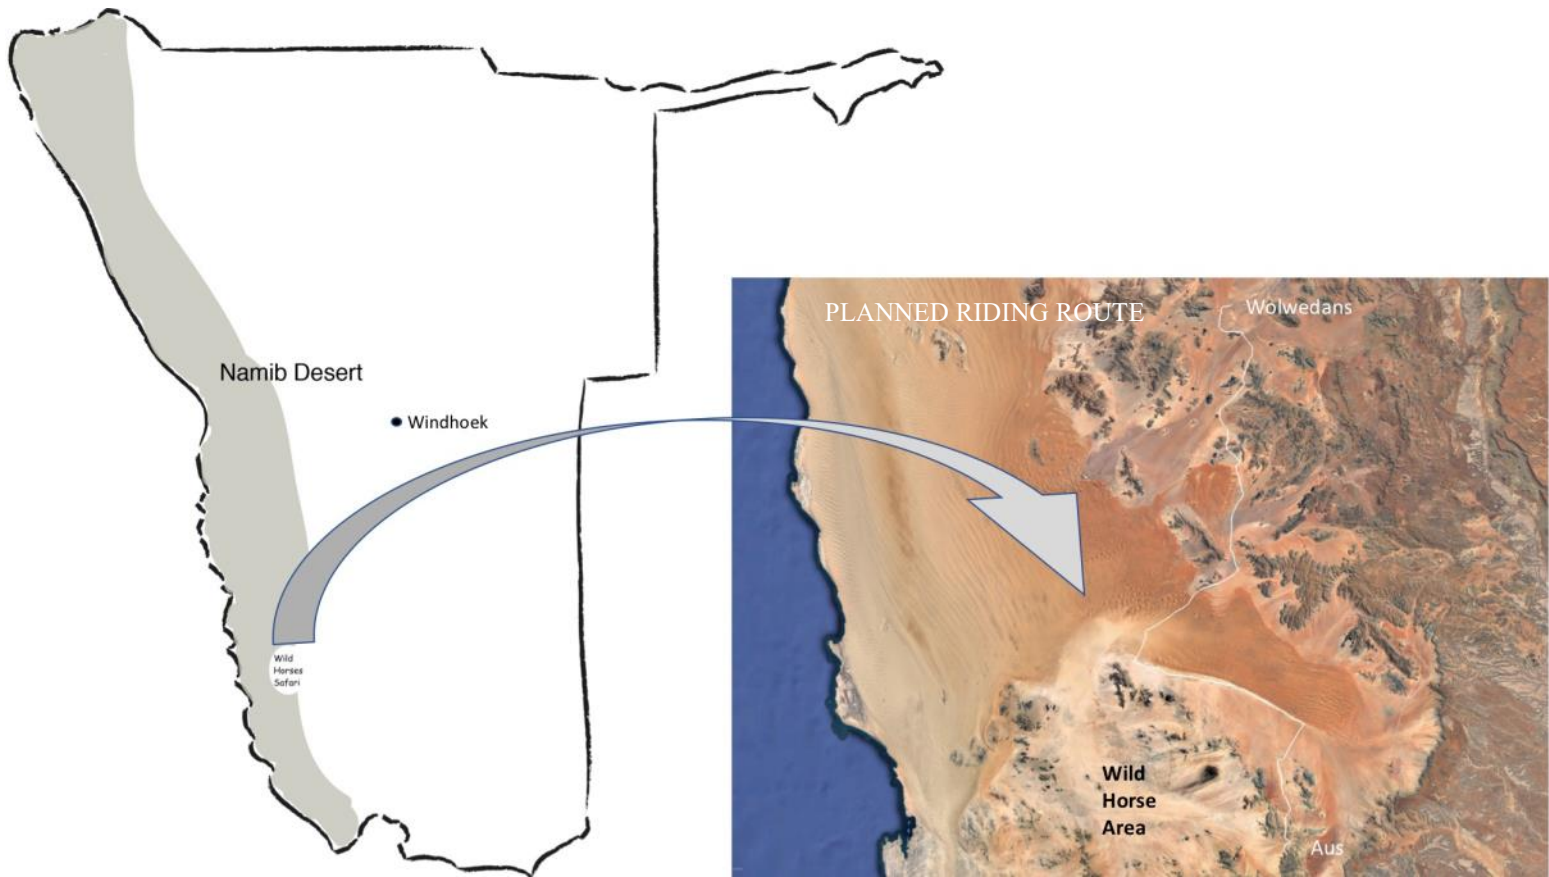 Namib Desert
Windhoek
Wild
Horses
Safari
PLANNED RIDING ROUTE
Wolwedans
Wild
Horse
Area
Aus